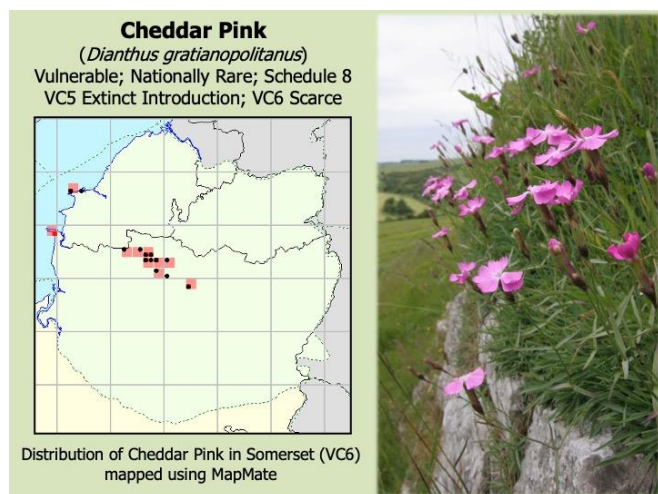 Cheddar Pink
(Dianthus gratianopolitanus)
Vulnerable; Nationally Rare; Schedule 8
VC5 Extinct Introduction; VC6 Scarce
Distribution of Cheddar Pink in Somerset (VC6)
mapped using MapMate